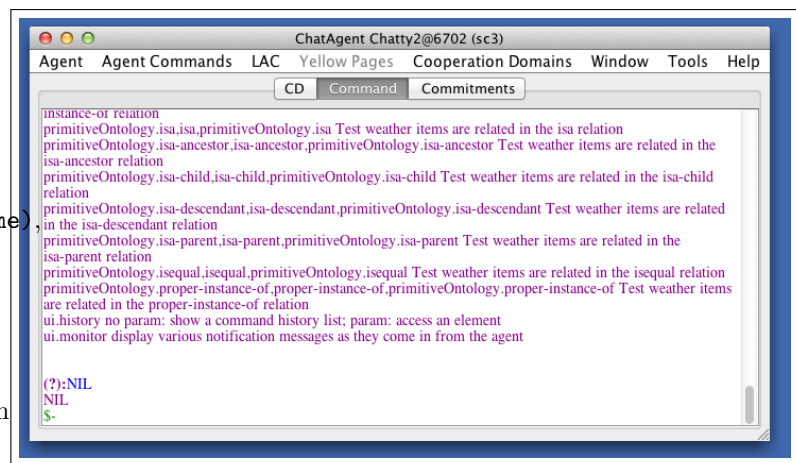 ChatAgent Chatty2@6702 (sc3)
Agent Agent Commands LAC Yellow Pages Cooperation Domains Window Tools Help
CD Command Commitments
instance-of relation
primitiveOntology.isa,isa,primitiveOntology.isa Test weather items are related in the isa relation
primitiveOntology.isa-ancestor,isa-ancestor,primitiveOntology.isa-ancestor Test weather items are related in the
isa-ancestor relation
primitiveOntology.isa-child,isa-child,primitiveOntology.isa-child Test weather items are related in the isa-child
relation
primitiveOntology.isa-descendant,isa-descendant,primitiveOntology.isa-descendant Test weather items are related
in the isa-descendant relation
primitiveOntology.isa-parent,isa-parent,primitiveOntology.isa-parent Test weather items are related in the
isa-parent relation
primitiveOntology.isequal,isequal,primitiveOntology.isequal Test weather items are related in the isequal relation
primitiveOntology.proper-instance-of,proper-instance-of,primitiveOntology.proper-instance-of Test weather items
are related in the proper-instance-of relation
ui.history no param: show a command history list; param: access an element
ui.monitor display various notification messages as they come in from the agent
(?):NIL
NIL
$-